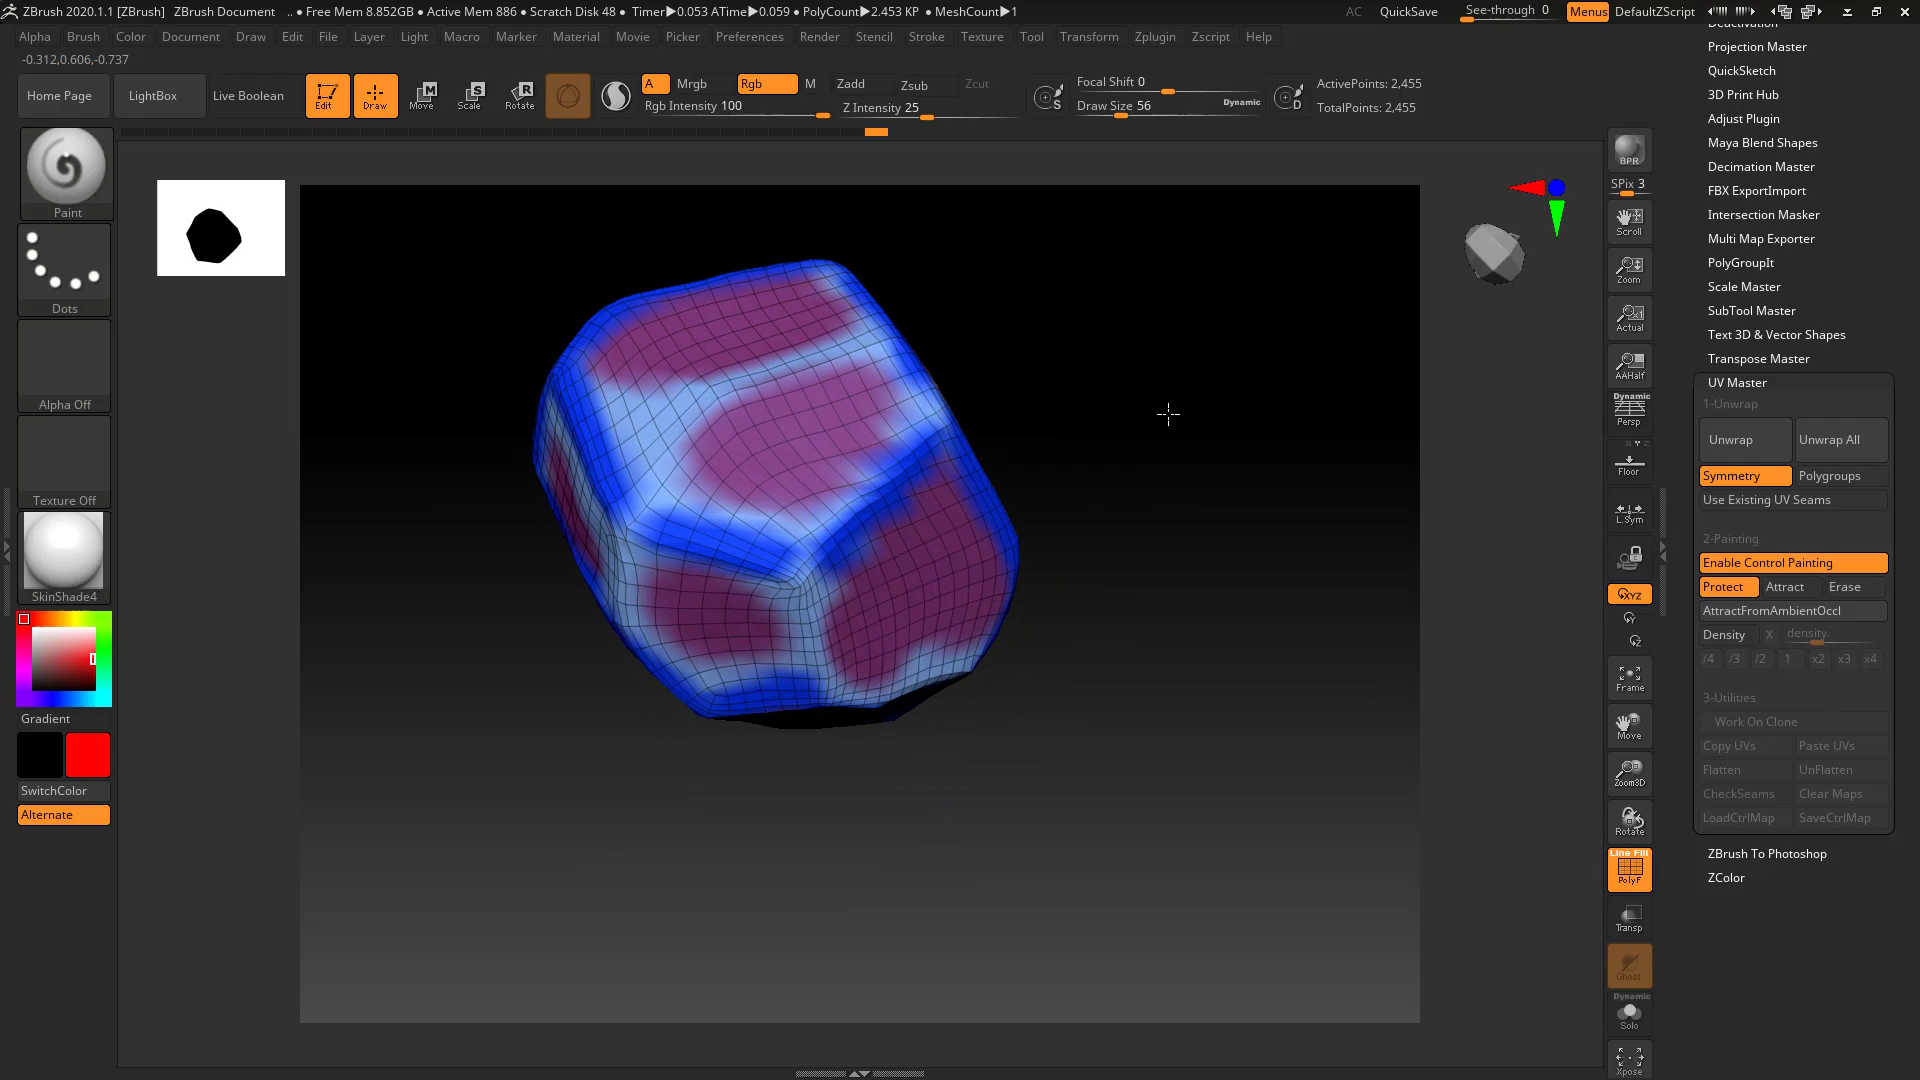 ZBrush 2020.1.1 [ZBrush] ZBrush Document .. • Free Mem 8.852GB • Active Mem 886 • Scratch Disk 48 • Timer▶0.053 ATime▶0.059 • PolyCount▶2.453 KP • MeshCount▶1 AC QuickSave See-through 0 Menus DefaultZScript
Alpha Brush Color Document Draw Edit File Layer Light Macro Marker Material Movie Picker Preferences Render Stencil Stroke Texture Tool Transform Zplugin Zscript Help
-0.312,0.606,-0.737
Home Page LightBox Live Boolean Edit Draw Move Scale Rotate
A Mrgb Rgb M Zadd Zsub Zcut
Rgb Intensity 100 Z Intensity 25
Focal Shift 0
Draw Size 56 Dynamic
ActivePoints: 2,455
TotalPoints: 2,455
Paint
Dots
Alpha Off
Texture Off
SkinShade4
Gradient
SwitchColor
Alternate
BPR
SPix 3
Scroll
Zoom
Actual
AAHalf
Dynamic
Persp
Floor
L.Sym
XYZ
Frame
Move
Zoom3D
Rotate
Line Fill
PolyF
Transp
Ghost
Dynamic
Solo
Xpose
Projection Master
QuickSketch
3D Print Hub
Adjust Plugin
Maya Blend Shapes
Decimation Master
FBX ExportImport
Intersection Masker
Multi Map Exporter
PolyGroupIt
Scale Master
SubTool Master
Text 3D & Vector Shapes
Transpose Master
UV Master
1-Unwrap
Unwrap Unwrap All
Symmetry Polygroups
Use Existing UV Seams
2-Painting
Enable Control Painting
Protect Attract Erase
AttractFromAmbientOccl
Density X density
/4 /3 /2 1 x2 x3 x4
3-Utilities
Work On Clone
Copy UVs Paste UVs
Flatten UnFlatten
CheckSeams Clear Maps
LoadCtrlMap SaveCtrlMap
ZBrush To Photoshop
ZColor